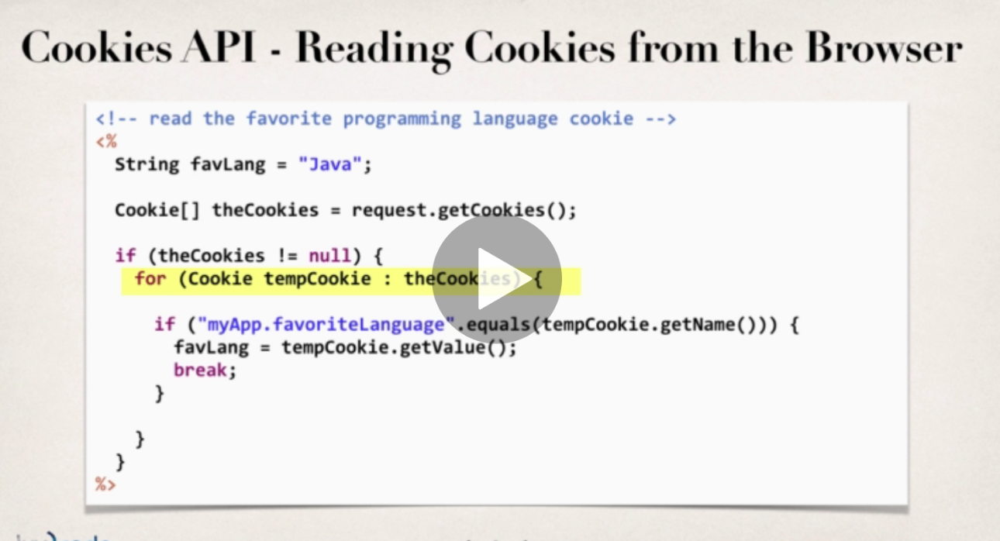 Cookies API - Reading Cookies from the Browser
<!-- read the favorite programming language cookie -->
<%
String favLang = "Java";
Cookie[] theCookies = request.getCookies();
if (theCookies != null) {
for (Cookie tempCookie : theCookies) {
if ("myApp.favoriteLanguage".equals(tempCookie.getName())) {
favLang = tempCookie.getValue();
break;
}
}
}
%>